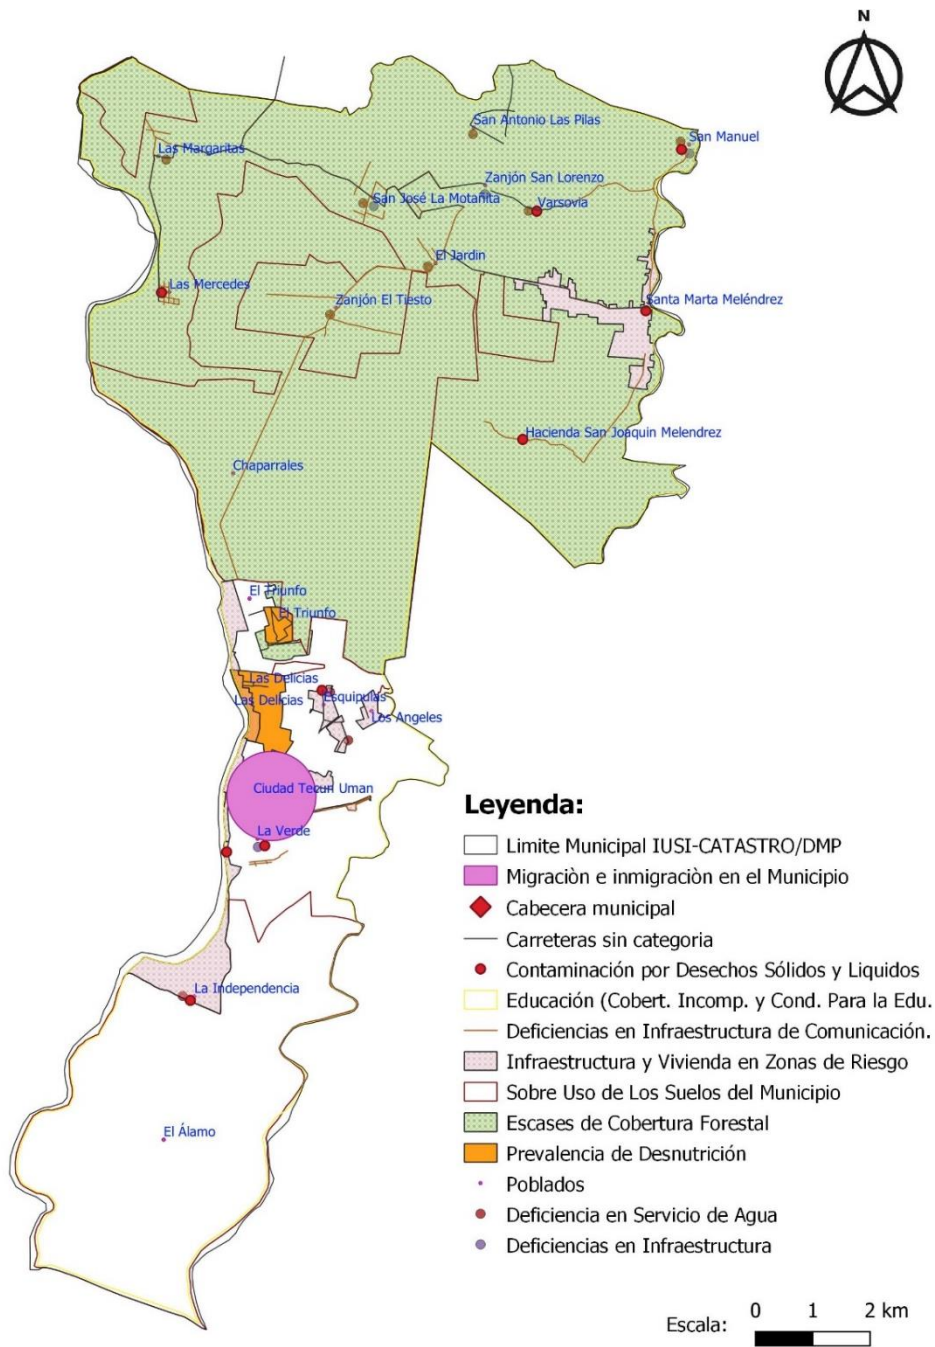 N
San Antonio Las Pilas
San Manuel
Las Margaritas
Zanjón San Lorenzo
San José La Motañita
Varsovia
El Jardin
Las Mercedes
Zanjón El Tiesto
Santa Marta Meléndrez
Hacienda San Joaquin Melendrez
Chaparrales
El Triunfo
El Triunfo
Las Delicias
Las Delicias
Esquipulas
Los Angeles
Ciudad Tecun Uman
La Verde
La Independencia
El Álamo
Leyenda:
Limite Municipal IUSI-CATASTRO/DMP
Migraciòn e inmigraciòn en el Municipio
Cabecera municipal
Carreteras sin categoria
Contaminación por Desechos Sólidos y Liquidos
Educación (Cobert. Incomp. y Cond. Para la Edu.
Deficiencias en Infraestructura de Comunicación.
Infraestructura y Vivienda en Zonas de Riesgo
Sobre Uso de Los Suelos del Municipio
Escases de Cobertura Forestal
Prevalencia de Desnutrición
Poblados
Deficiencia en Servicio de Agua
Deficiencias en Infraestructura
Escala: 0 1 2 km